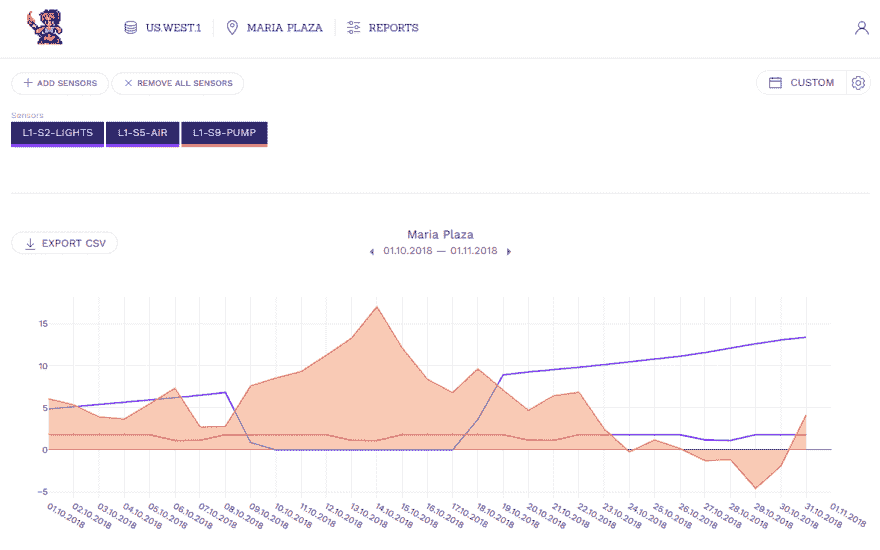 US.WEST.1 MARIA PLAZA REPORTS
ADD SENSORS REMOVE ALL SENSORS CUSTOM
Sensors
L1-S2-LIGHTS L1-S5-AIR L1-S9-PUMP
EXPORT CSV
Maria Plaza
01.10.2018 — 01.11.2018
15
10
5
0
−5
01.10.2018 02.10.2018 03.10.2018 04.10.2018 05.10.2018 06.10.2018 07.10.2018 08.10.2018 09.10.2018 10.10.2018 11.10.2018 12.10.2018 13.10.2018 14.10.2018 15.10.2018 16.10.2018 17.10.2018 18.10.2018 19.10.2018 20.10.2018 21.10.2018 22.10.2018 23.10.2018 24.10.2018 25.10.2018 26.10.2018 27.10.2018 28.10.2018 29.10.2018 30.10.2018 31.10.2018 01.11.2018